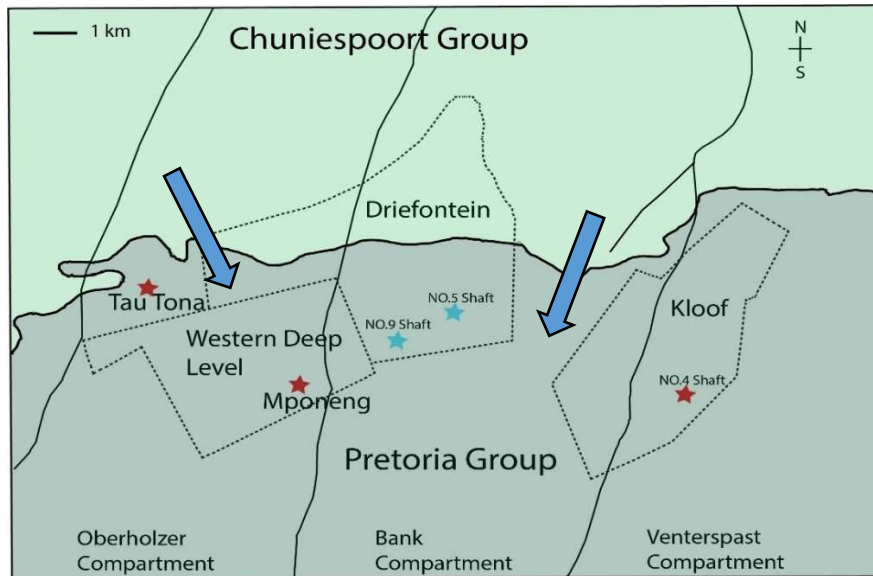 1 km
Chuniespoort Group
N
S
Driefontein
Tau Tona
NO.5 Shaft
NO.9 Shaft
Kloof
Western Deep
Level
NO.4 Shaft
Mponeng
Pretoria Group
Oberholzer
Compartment
Bank
Compartment
Venterspast
Compartment